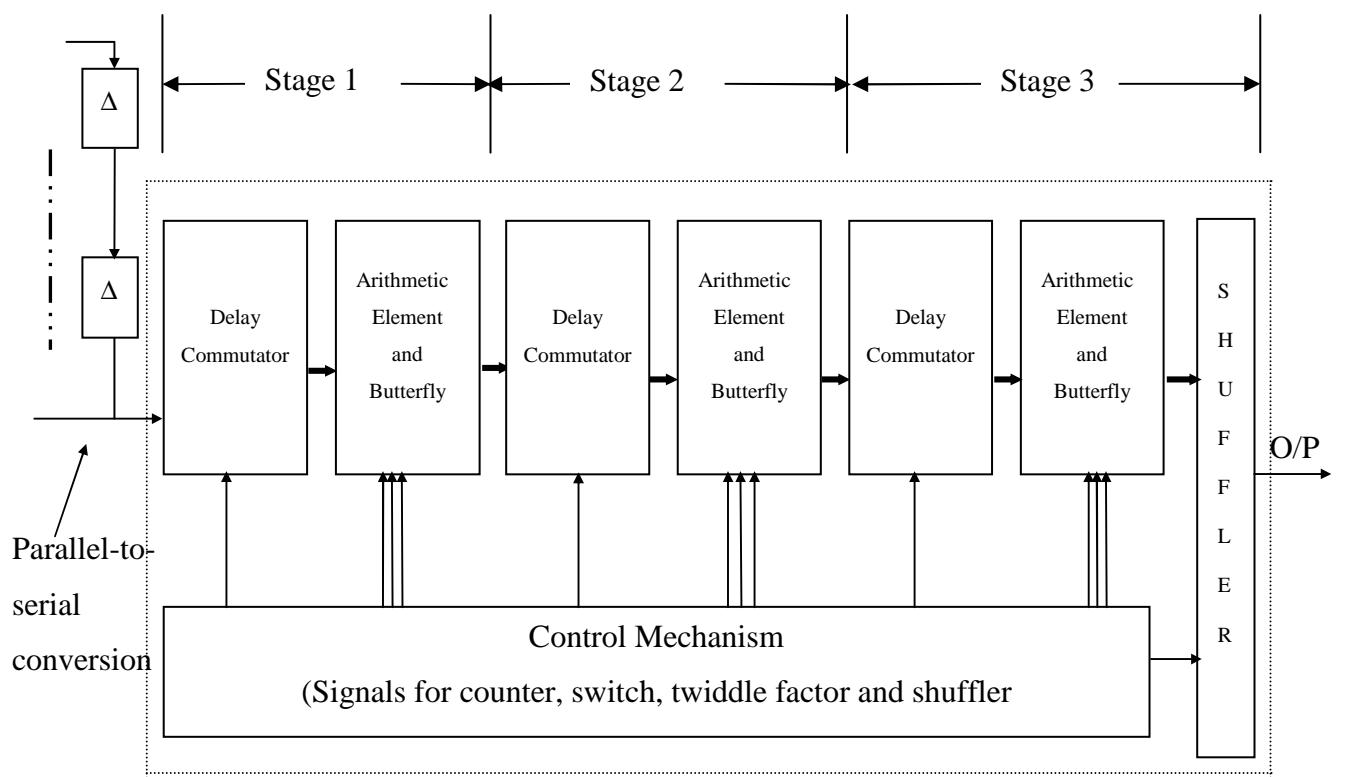 Stage 1
Stage 2
Stage 3
Δ
Δ
Delay
Commutator
Arithmetic
Element
and
Butterfly
Delay
Commutator
Arithmetic
Element
and
Butterfly
Delay
Commutator
Arithmetic
Element
and
Butterfly
S
H
U
F
F
L
E
R
O/P
Parallel-to-
serial
conversion
Control Mechanism
(Signals for counter, switch, twiddle factor and shuffler